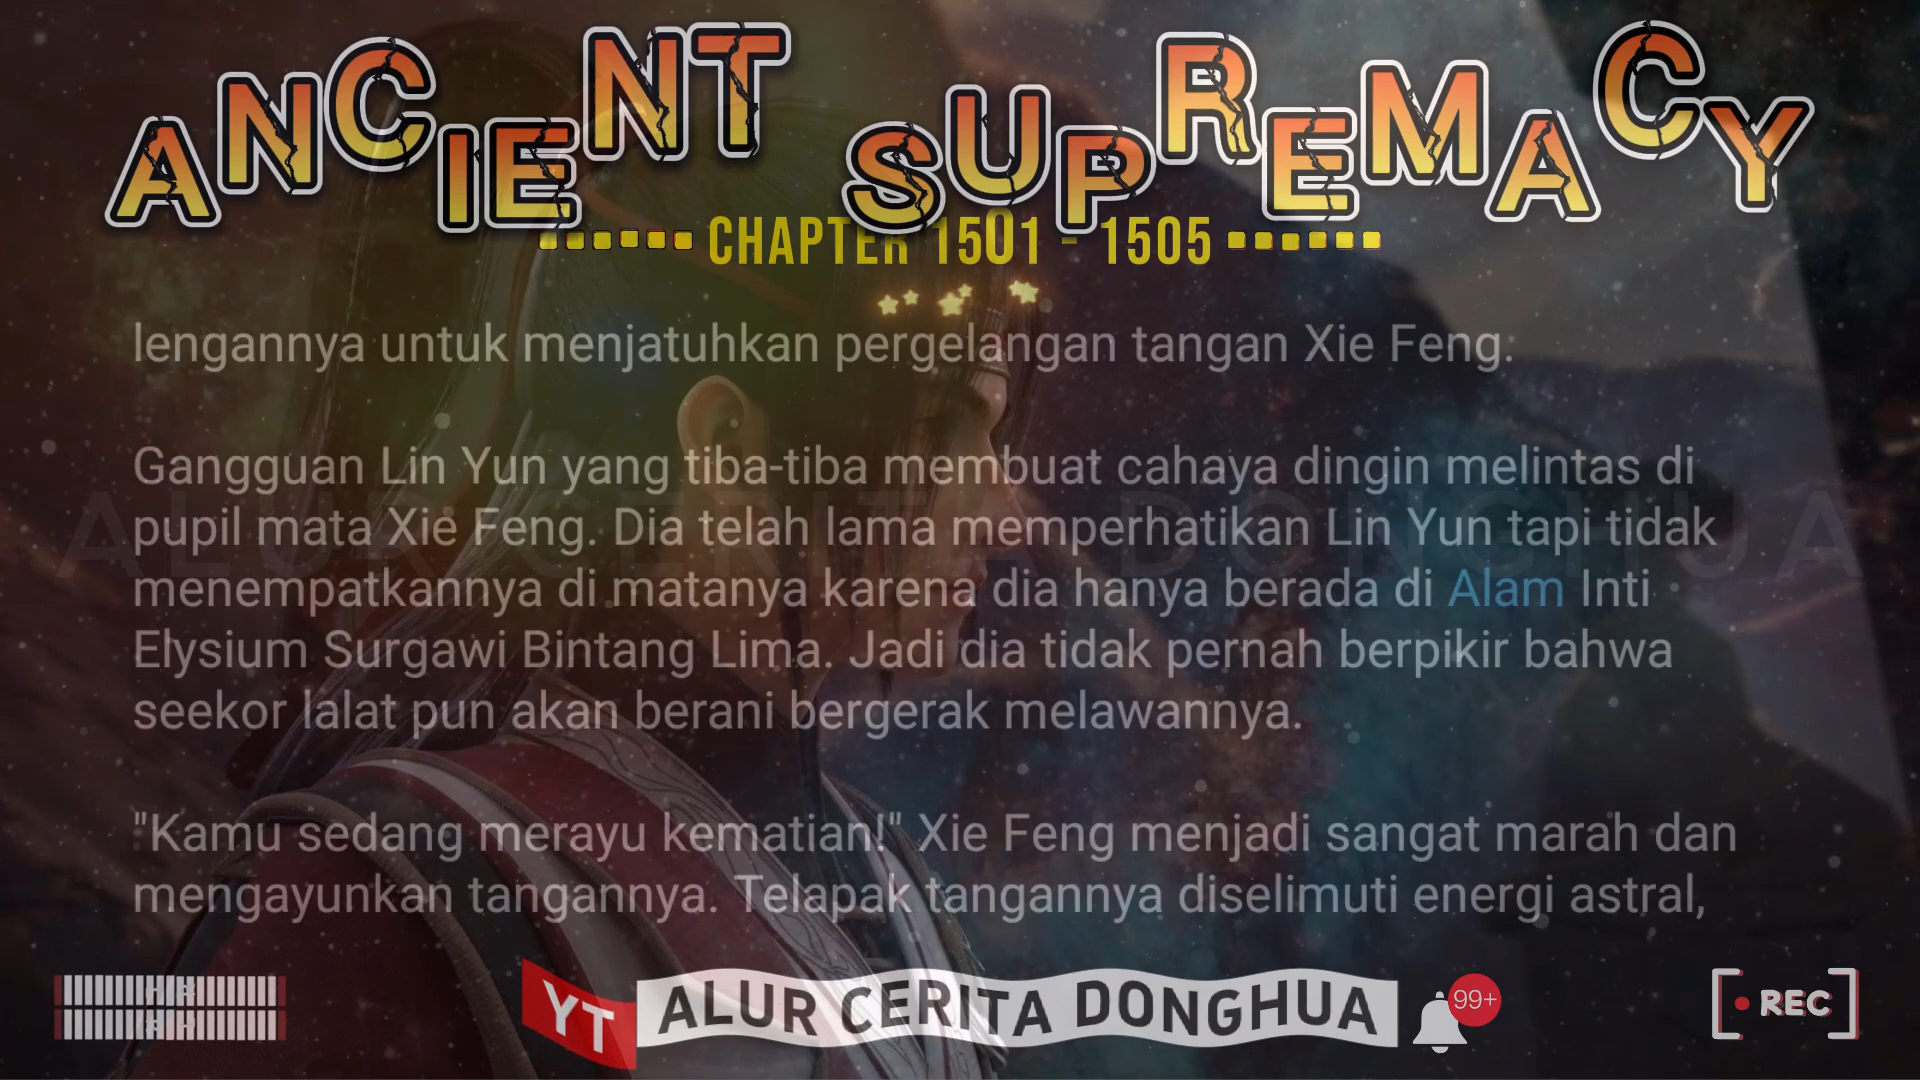 ANCIENT SUPREMACY
CHAPTER 1501 - 1505
lengannya untuk menjatuhkan pergelangan tangan Xie Feng.
Gangguan Lin Yun yang tiba-tiba membuat cahaya dingin melintas di
pupil mata Xie Feng. Dia telah lama memperhatikan Lin Yun tapi tidak
menempatkannya di matanya karena dia hanya berada di Alam Inti
Elysium Surgawi Bintang Lima. Jadi dia tidak pernah berpikir bahwa
seekor lalat pun akan berani bergerak melawannya.
"Kamu sedang merayu kematian!" Xie Feng menjadi sangat marah dan
mengayunkan tangannya. Telapak tangannya diselimuti energi astral,
ALUR CERITA DONGHUA
YT ALUR CERITA DONGHUA 99+
REC